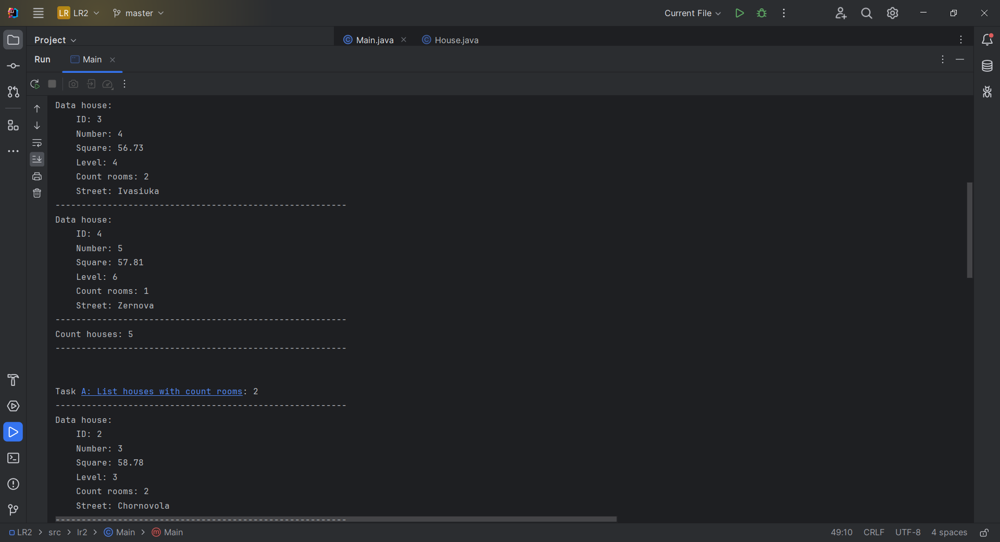 LR LR2 master Current File
Project Main.java House.java
Run Main
Data house:
    ID: 3
    Number: 4
    Square: 56.73
    Level: 4
    Count rooms: 2
    Street: Ivasiuka
--------------------------------------------------------
Data house:
    ID: 4
    Number: 5
    Square: 57.81
    Level: 6
    Count rooms: 1
    Street: Zernova
--------------------------------------------------------
Count houses: 5
--------------------------------------------------------
Task A: List houses with count rooms: 2
--------------------------------------------------------
Data house:
    ID: 2
    Number: 3
    Square: 58.78
    Level: 3
    Count rooms: 2
    Street: Chornovola
--------------------------------------------------------
LR2 > src > lr2 > Main > Main 49:10 CRLF UTF-8 4 spaces